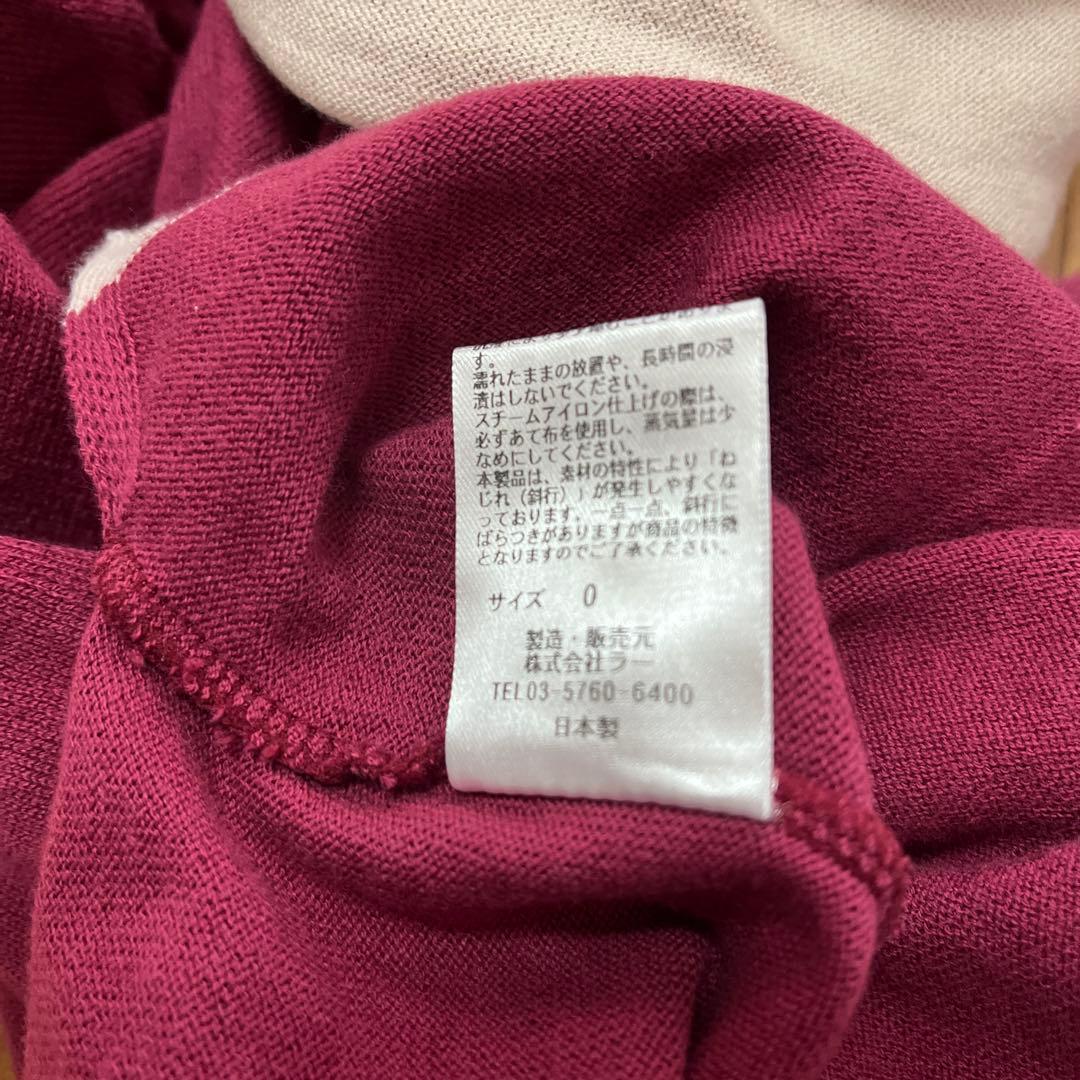 す。
濡れたままの放置や、長時間の浸
漬はしないでください。
スチームアイロン仕上げの際は、
必ずあて布を使用し、蒸気量は少
なめにしてください。
本製品は、素材の特性により「ね
じれ（斜行）」が発生しやすくな
っております。一点一点、斜行に
ばらつきがありますが商品の特徴
となりますのでご了承ください。
サイズ 0
製造・販売元
株式会社ラー
TEL03-5760-6400
日本製